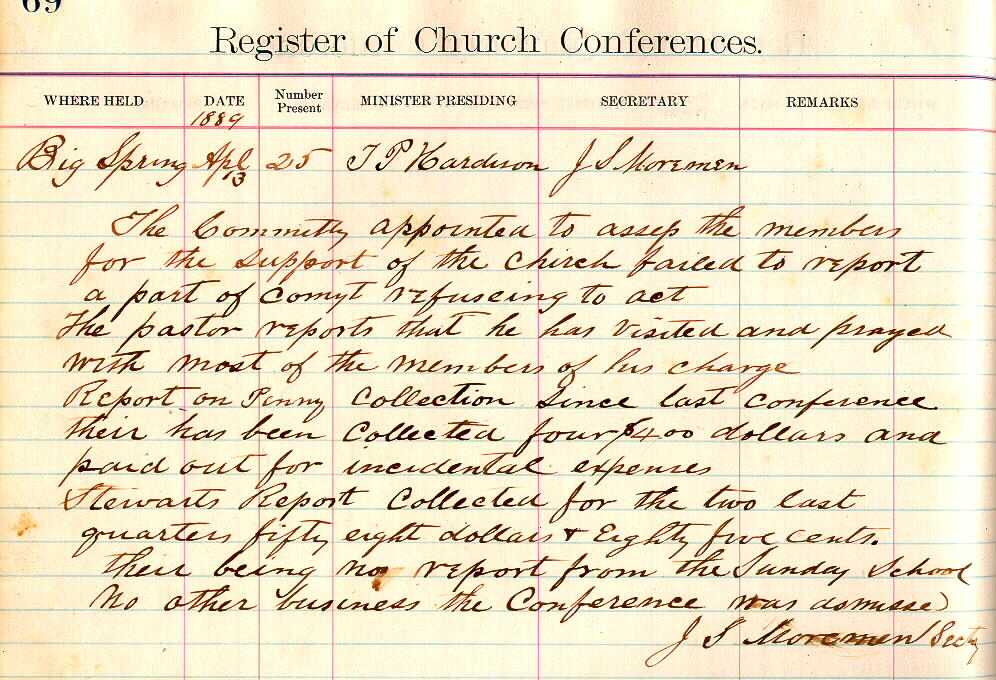 69
Register of Church Conferences.
WHERE HELD DATE Number Present MINISTER PRESIDING SECRETARY REMARKS
1889
Big Spring Apl 13 25 T P Hardison J S Moremen
The Committy appointed to assess the members
for the support of the Chirch failed to report
a part of comyt refuseing to act
The pastor reports that he has visited and prayed
with most of the members of his charge
Report on Penny Collection Since last conference
their has been Collected four $4.00 dollars and
paid out for incidental expenses
Stewarts Report Collected for the two last
quarters fifty eight dollars & Eighty five cents.
their being no report from the Sunday School
No other business the Conference was dsmissed
J S Moremen Secty